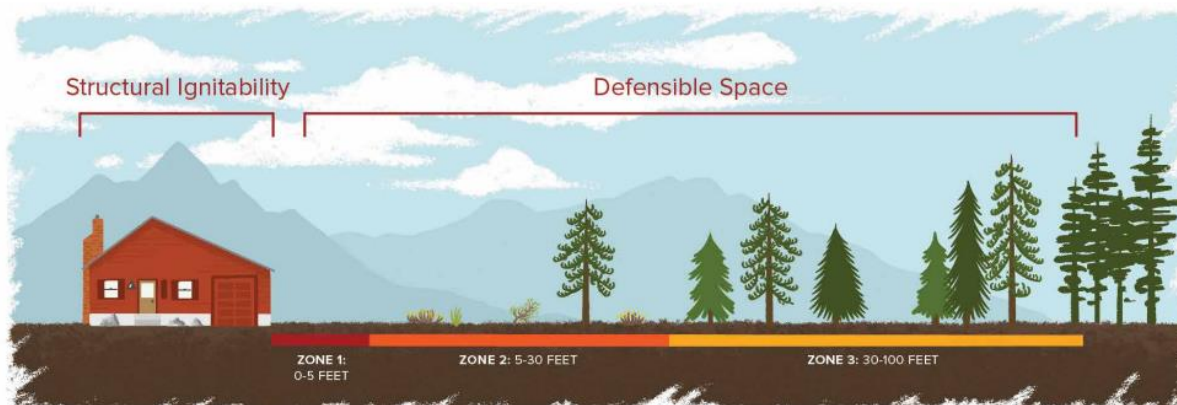 Structural Ignitability
Defensible Space
ZONE 1:
0-5 FEET
ZONE 2: 5-30 FEET
ZONE 3: 30-100 FEET